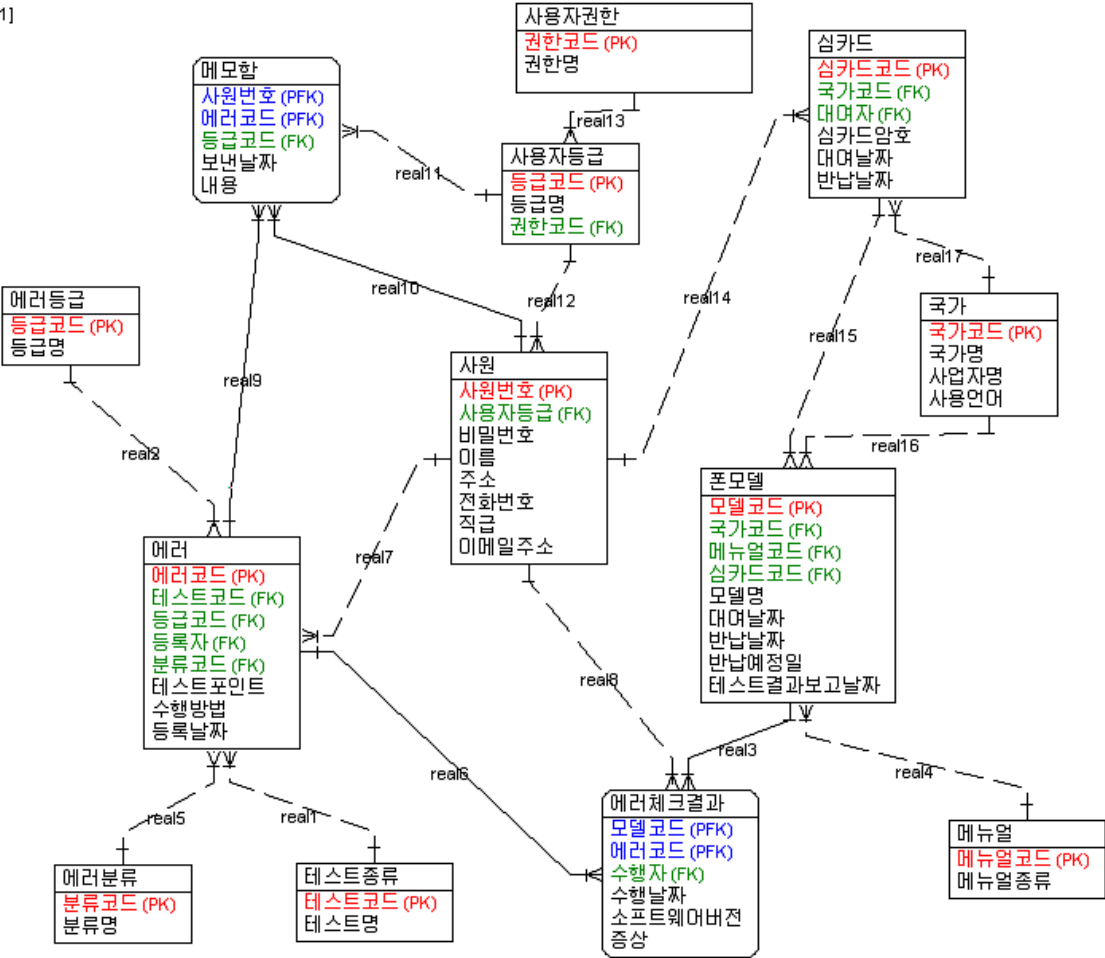 1]
사용자권한
권한코드 (PK)
권한명
심카드
심카드코드 (PK)
국가코드 (FK)
대여자 (FK)
심카드암호
대여날짜
반납날짜
메모함
사원번호 (PFK)
에러코드 (PFK)
등급코드 (FK)
보낸날짜
내용
real13
사용자등급
등급코드 (PK)
등급명
권한코드 (FK)
real11
real17
real10
real12
real14
에러등급
등급코드 (PK)
등급명
국가
국가코드 (PK)
국가명
사업자명
사용언어
real15
real9
사원
사원번호 (PK)
사용자등급 (FK)
비밀번호
이름
주소
전화번호
직급
이메일주소
real2
real16
폰모델
모델코드 (PK)
국가코드 (FK)
메뉴얼코드 (FK)
심카드코드 (FK)
모델명
대여날짜
반납날짜
반납예정일
테스트결과보고날짜
에러
에러코드 (PK)
테스트코드 (FK)
등급코드 (FK)
등록자 (FK)
분류코드 (FK)
테스트포인트
수행방법
등록날짜
real7
real8
real3
real6
real4
real5
real1
에러체크결과
모델코드 (PFK)
에러코드 (PFK)
수행자 (FK)
수행날짜
소프트웨어버전
증상
메뉴얼
메뉴얼코드 (PK)
메뉴얼종류
에러분류
분류코드 (PK)
분류명
테스트종류
테스트코드 (PK)
테스트명